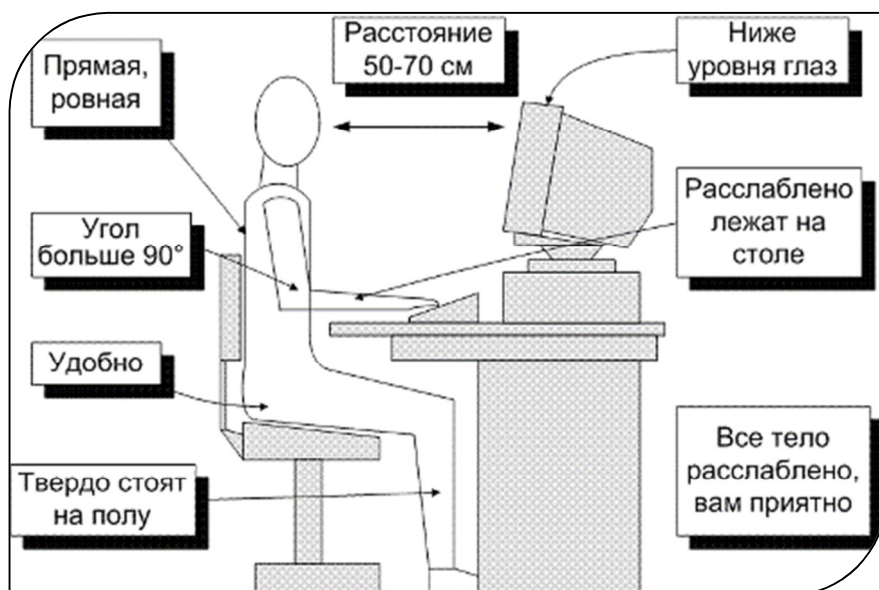 Прямая,
ровная
Расстояние
50-70 см
Ниже
уровня глаз
Угол
больше 90°
Расслаблено
лежат на
столе
Удобно
Твердо стоят
на полу
Все тело
расслаблено,
вам приятно